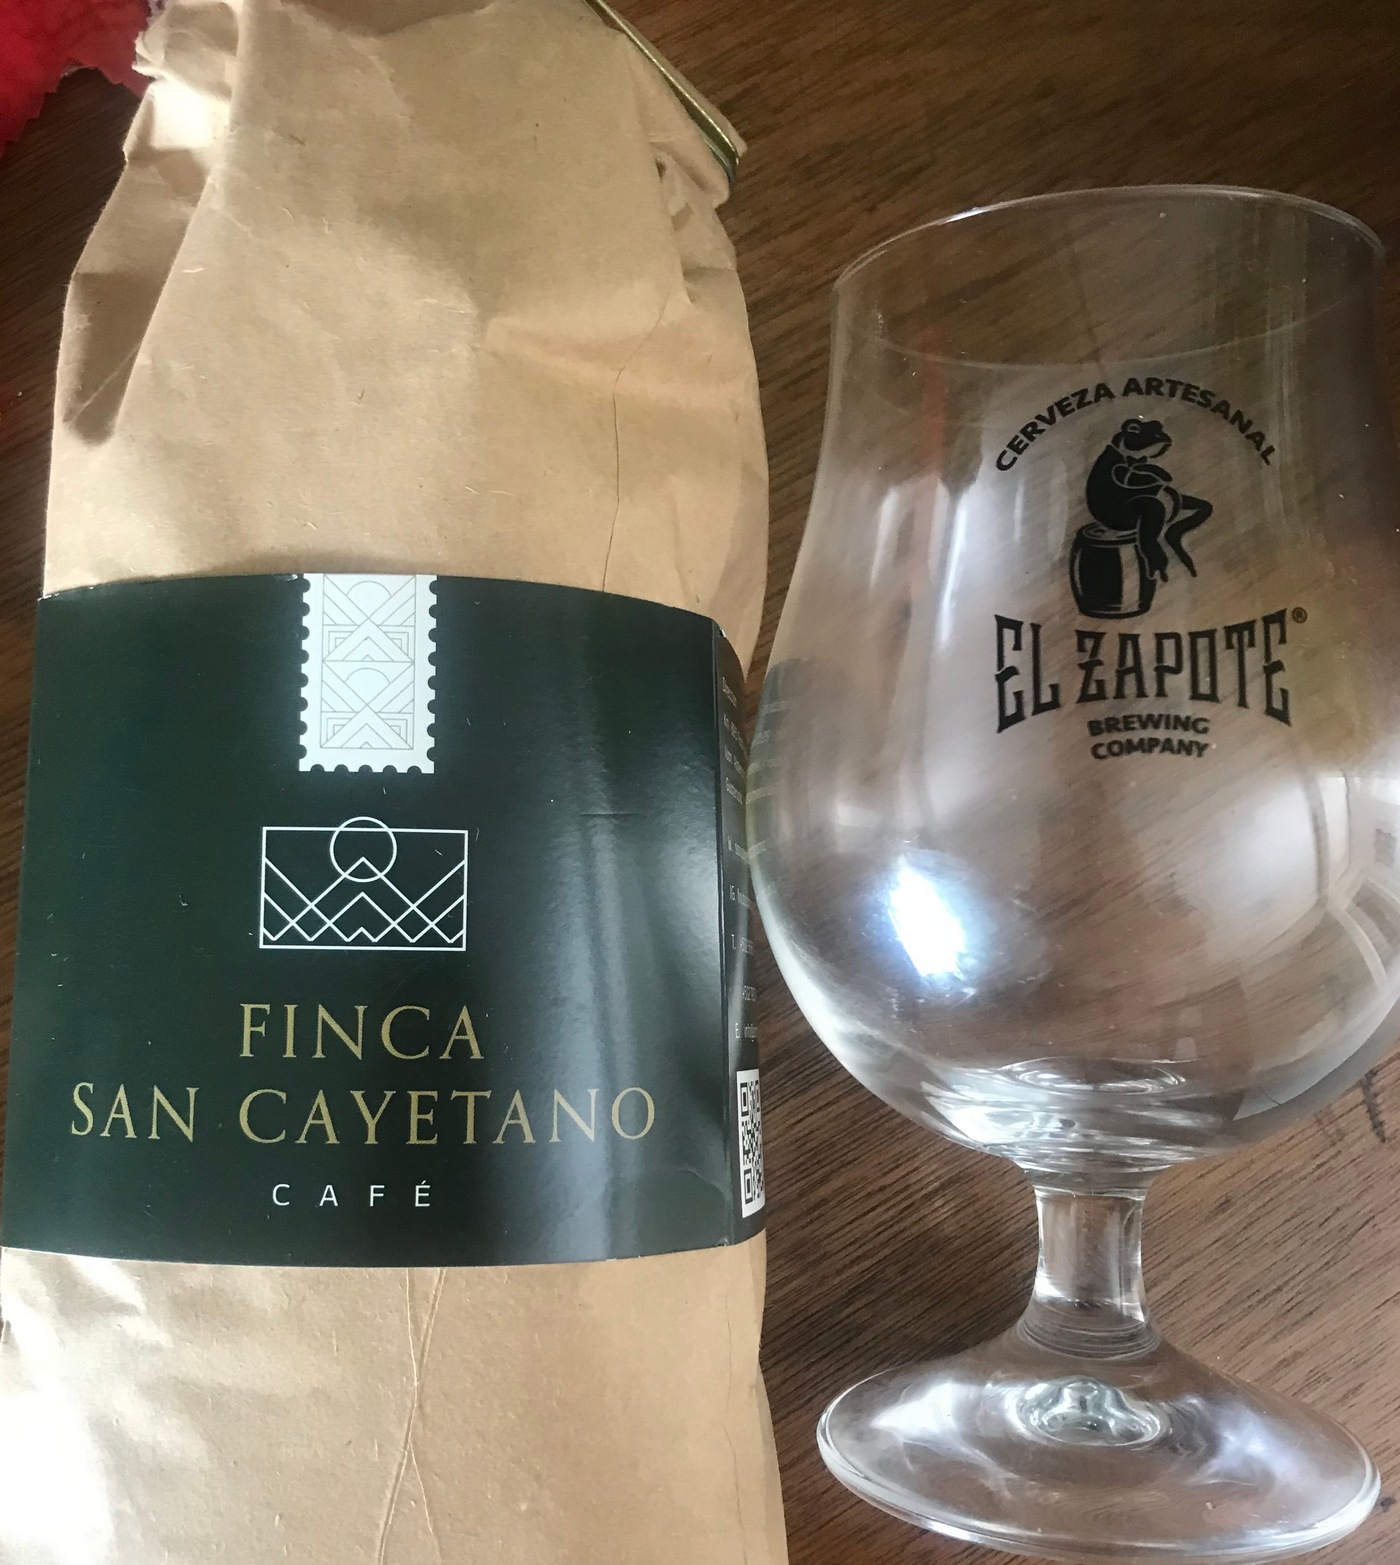 FINCA
SAN CAYETANO
CAFÉ
CERVEZA ARTESANAL
EL ZAPOTE®
BREWING
COMPANY